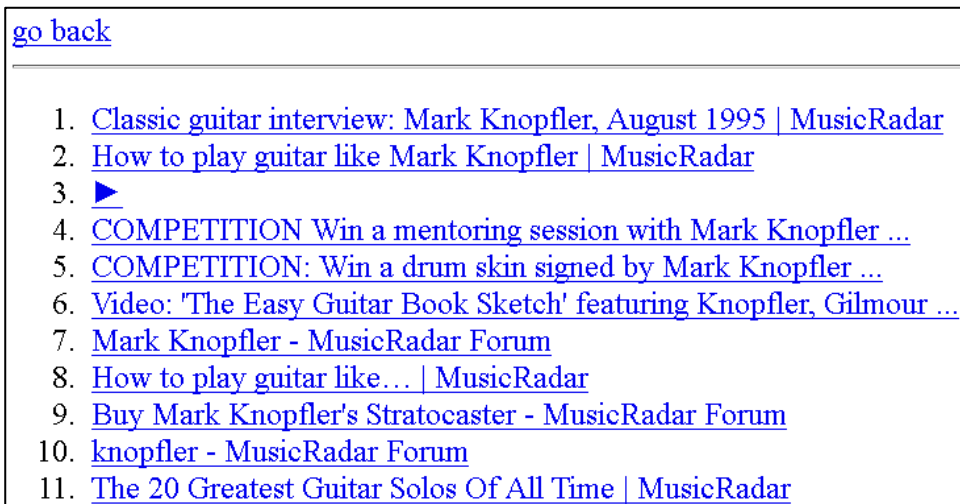 go back
1. Classic guitar interview: Mark Knopfler, August 1995 | MusicRadar
2. How to play guitar like Mark Knopfler | MusicRadar
3. ►
4. COMPETITION Win a mentoring session with Mark Knopfler ...
5. COMPETITION: Win a drum skin signed by Mark Knopfler ...
6. Video: 'The Easy Guitar Book Sketch' featuring Knopfler, Gilmour ...
7. Mark Knopfler - MusicRadar Forum
8. How to play guitar like… | MusicRadar
9. Buy Mark Knopfler's Stratocaster - MusicRadar Forum
10. knopfler - MusicRadar Forum
11. The 20 Greatest Guitar Solos Of All Time | MusicRadar